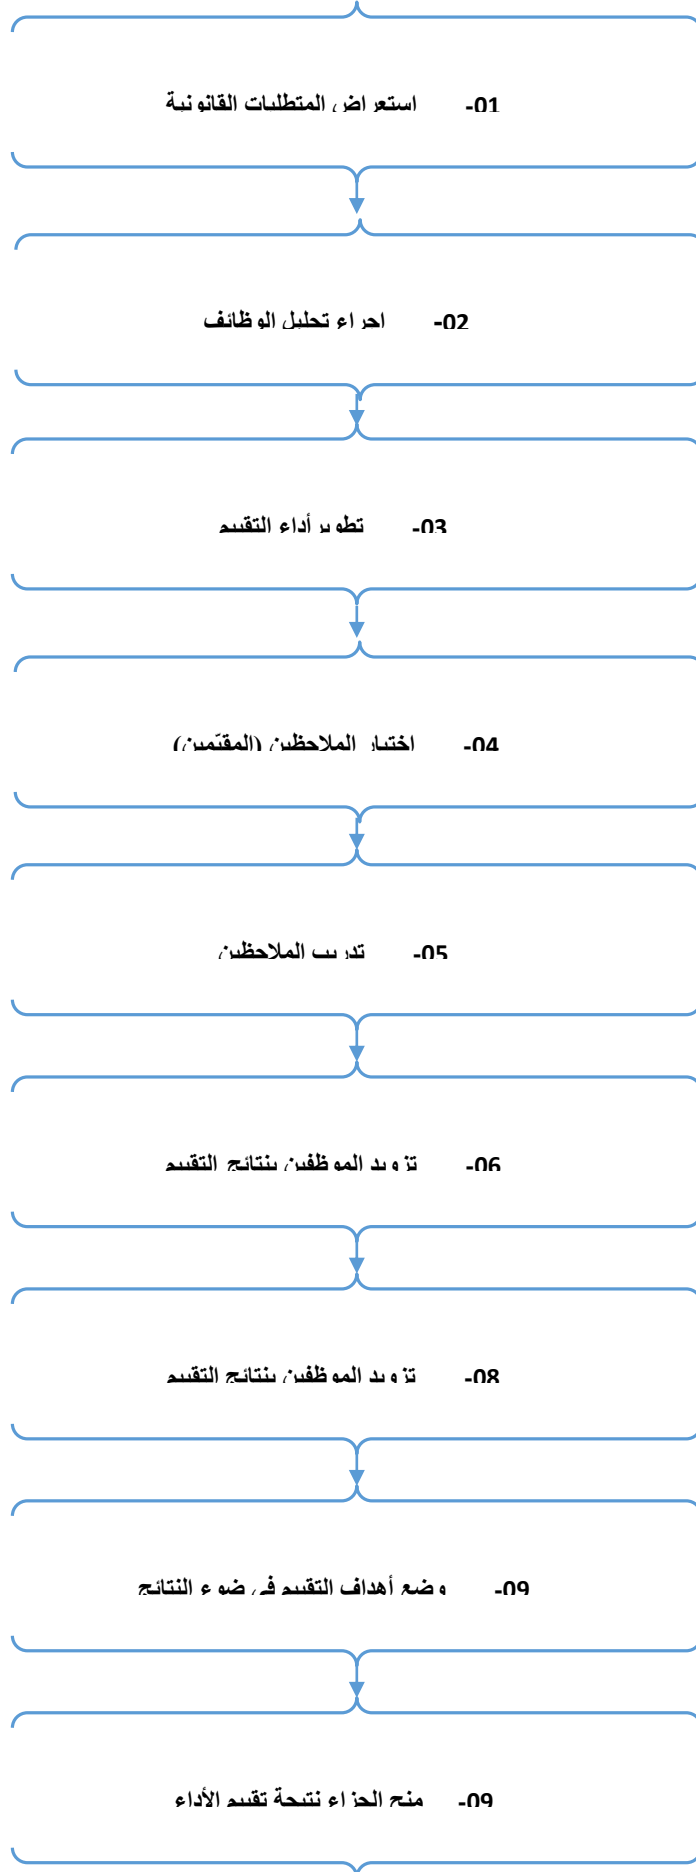 01- استعراض المتطلبات القانونية
02- اجراء تحليل الوظائف
03- تطوير أداء التقييم
04- اختيار الملاحظين (المقيّمين)
05- تدريب الملاحظين
06- تزويد الموظفين بنتائج التقييم
08- تزويد الموظفين بنتائج التقييم
09- وضع أهداف التقييم في ضوء النتائج
09- منح الجزاء نتيجة تقييم الأداء